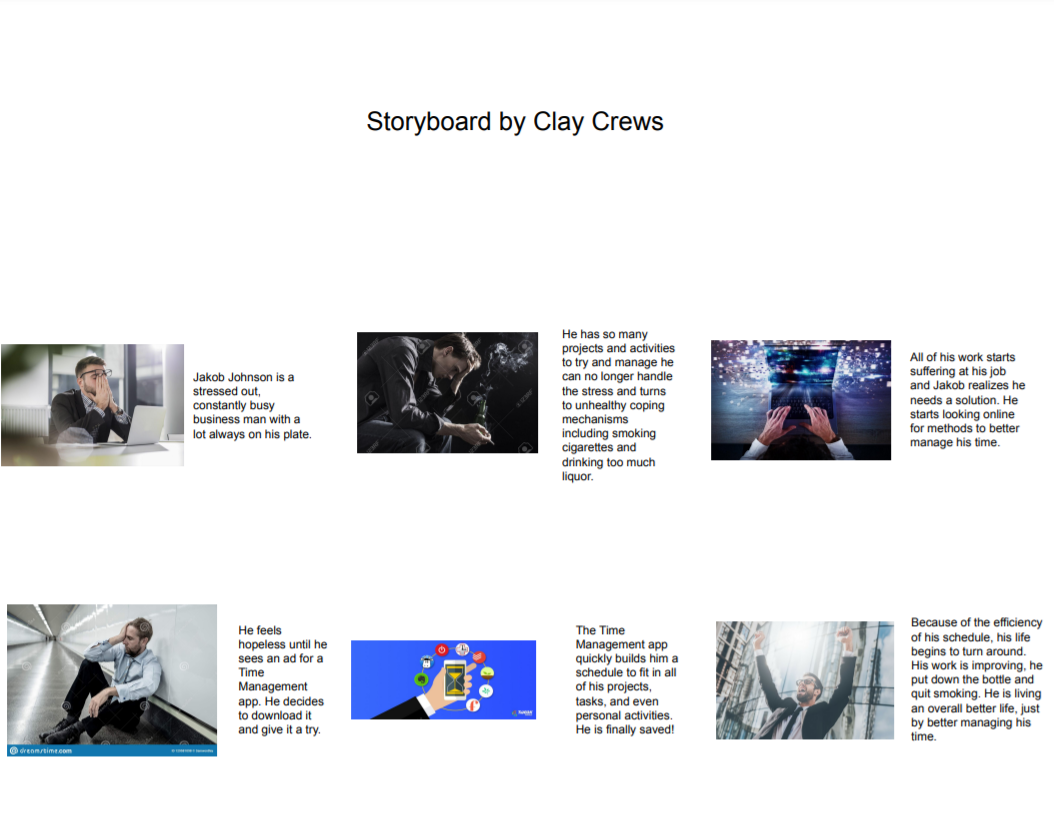 Storyboard by Clay Crews
Jakob Johnson is a
stressed out,
constantly busy
business man with a
lot always on his plate.
He has so many
projects and activities
to try and manage he
can no longer handle
the stress and turns
to unhealthy coping
mechanisms
including smoking
cigarettes and
drinking too much
liquor.
All of his work starts
suffering at his job
and Jakob realizes he
needs a solution. He
starts looking online
for methods to better
manage his time.
He feels
hopeless until he
sees an ad for a
Time
Management
app. He decides
to download it
and give it a try.
dreamstime.com
The Time
Management app
quickly builds him a
schedule to fit in all
of his projects,
tasks, and even
personal activities.
He is finally saved!
Because of the efficiency
of his schedule, his life
begins to turn around.
His work is improving, he
put down the bottle and
quit smoking. He is living
an overall better life, just
by better managing his
time.